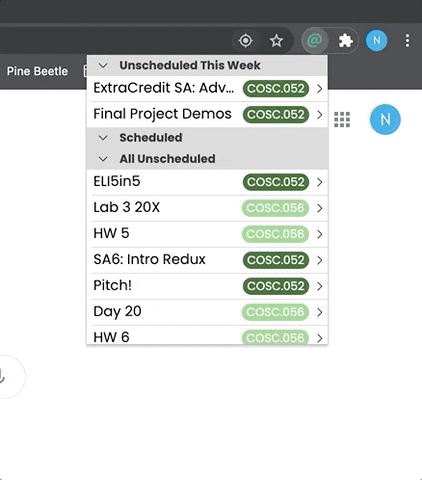 @
N
Pine Beetle
Unscheduled This Week
ExtraCredit SA: Adv... COSC.052
Final Project Demos COSC.052
N
Scheduled
All Unscheduled
ELI5in5 COSC.052
Lab 3 20X COSC.056
HW 5 COSC.056
SA6: Intro Redux COSC.052
Pitch! COSC.052
Day 20 COSC.056
HW 6 COSC.056